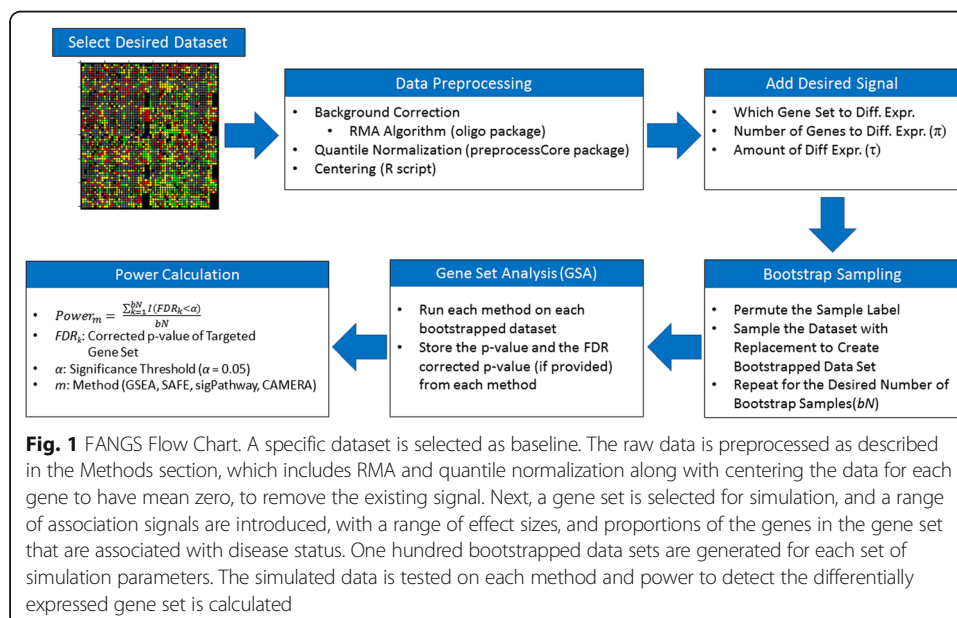 Select Desired Dataset
Data Preprocessing
• Background Correction
• RMA Algorithm (oligo package)
• Quantile Normalization (preprocessCore package)
• Centering (R script)
Add Desired Signal
• Which Gene Set to Diff. Expr.
• Number of Genes to Diff. Expr. (π)
• Amount of Diff Expr. (τ)
Bootstrap Sampling
• Permute the Sample Label
• Sample the Dataset with
Replacement to Create
Bootstrapped Data Set
• Repeat for the Desired Number of
Bootstrap Samples(bN)
Gene Set Analysis (GSA)
• Run each method on each
bootstrapped dataset
• Store the p-value and the FDR
corrected p-value (if provided)
from each method
Power Calculation
• Power_m = ∑_{k=1}^{bN} I(FDR_k<α) / bN
• FDR_k: Corrected p-value of Targeted
Gene Set
• α: Significance Threshold (α = 0.05)
• m: Method (GSEA, SAFE, sigPathway, CAMERA)
Fig. 1 FANGS Flow Chart. A specific dataset is selected as baseline. The raw data is preprocessed as described
in the Methods section, which includes RMA and quantile normalization along with centering the data for each
gene to have mean zero, to remove the existing signal. Next, a gene set is selected for simulation, and a range
of association signals are introduced, with a range of effect sizes, and proportions of the genes in the gene set
that are associated with disease status. One hundred bootstrapped data sets are generated for each set of
simulation parameters. The simulated data is tested on each method and power to detect the differentially
expressed gene set is calculated